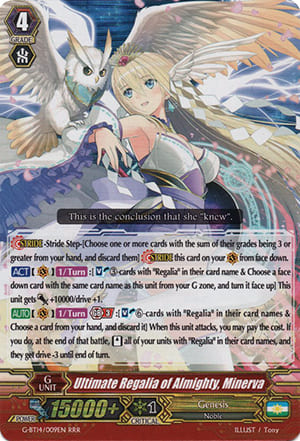 4
GRADE
This is the conclusion that she "knew".
STRIDE-Stride Step-[Choose one or more cards with the sum of their grades being 3 or
greater from your hand, and discard them] STRIDE this card on your from face down.
ACT 1/Turn : 3-cards with "Regalia" in their card name & Choose a face
down card with the same card name as this unit from your G zone, and turn it face up] This
unit gets +10000/drive +1.
AUTO 1/Turn 3 : 6-cards with "Regalia" in their card names &
Choose a card from your hand, and discard it] When this unit attacks, you may pay the cost. If
you do, at the end of that battle, all of your units with "Regalia" in their card names, and
they get drive -3 until end of turn.
G UNIT
Ultimate Regalia of Almighty, Minerva
POWER 15000+
1
CRITICAL
Genesis
Noble
G-BT14/009EN RRR
ILLUST / Tony